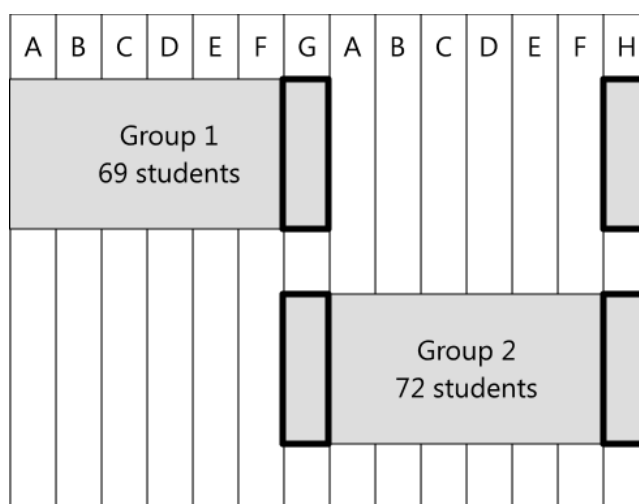 A B C D E F G A B C D E F H
Group 1
69 students
Group 2
72 students